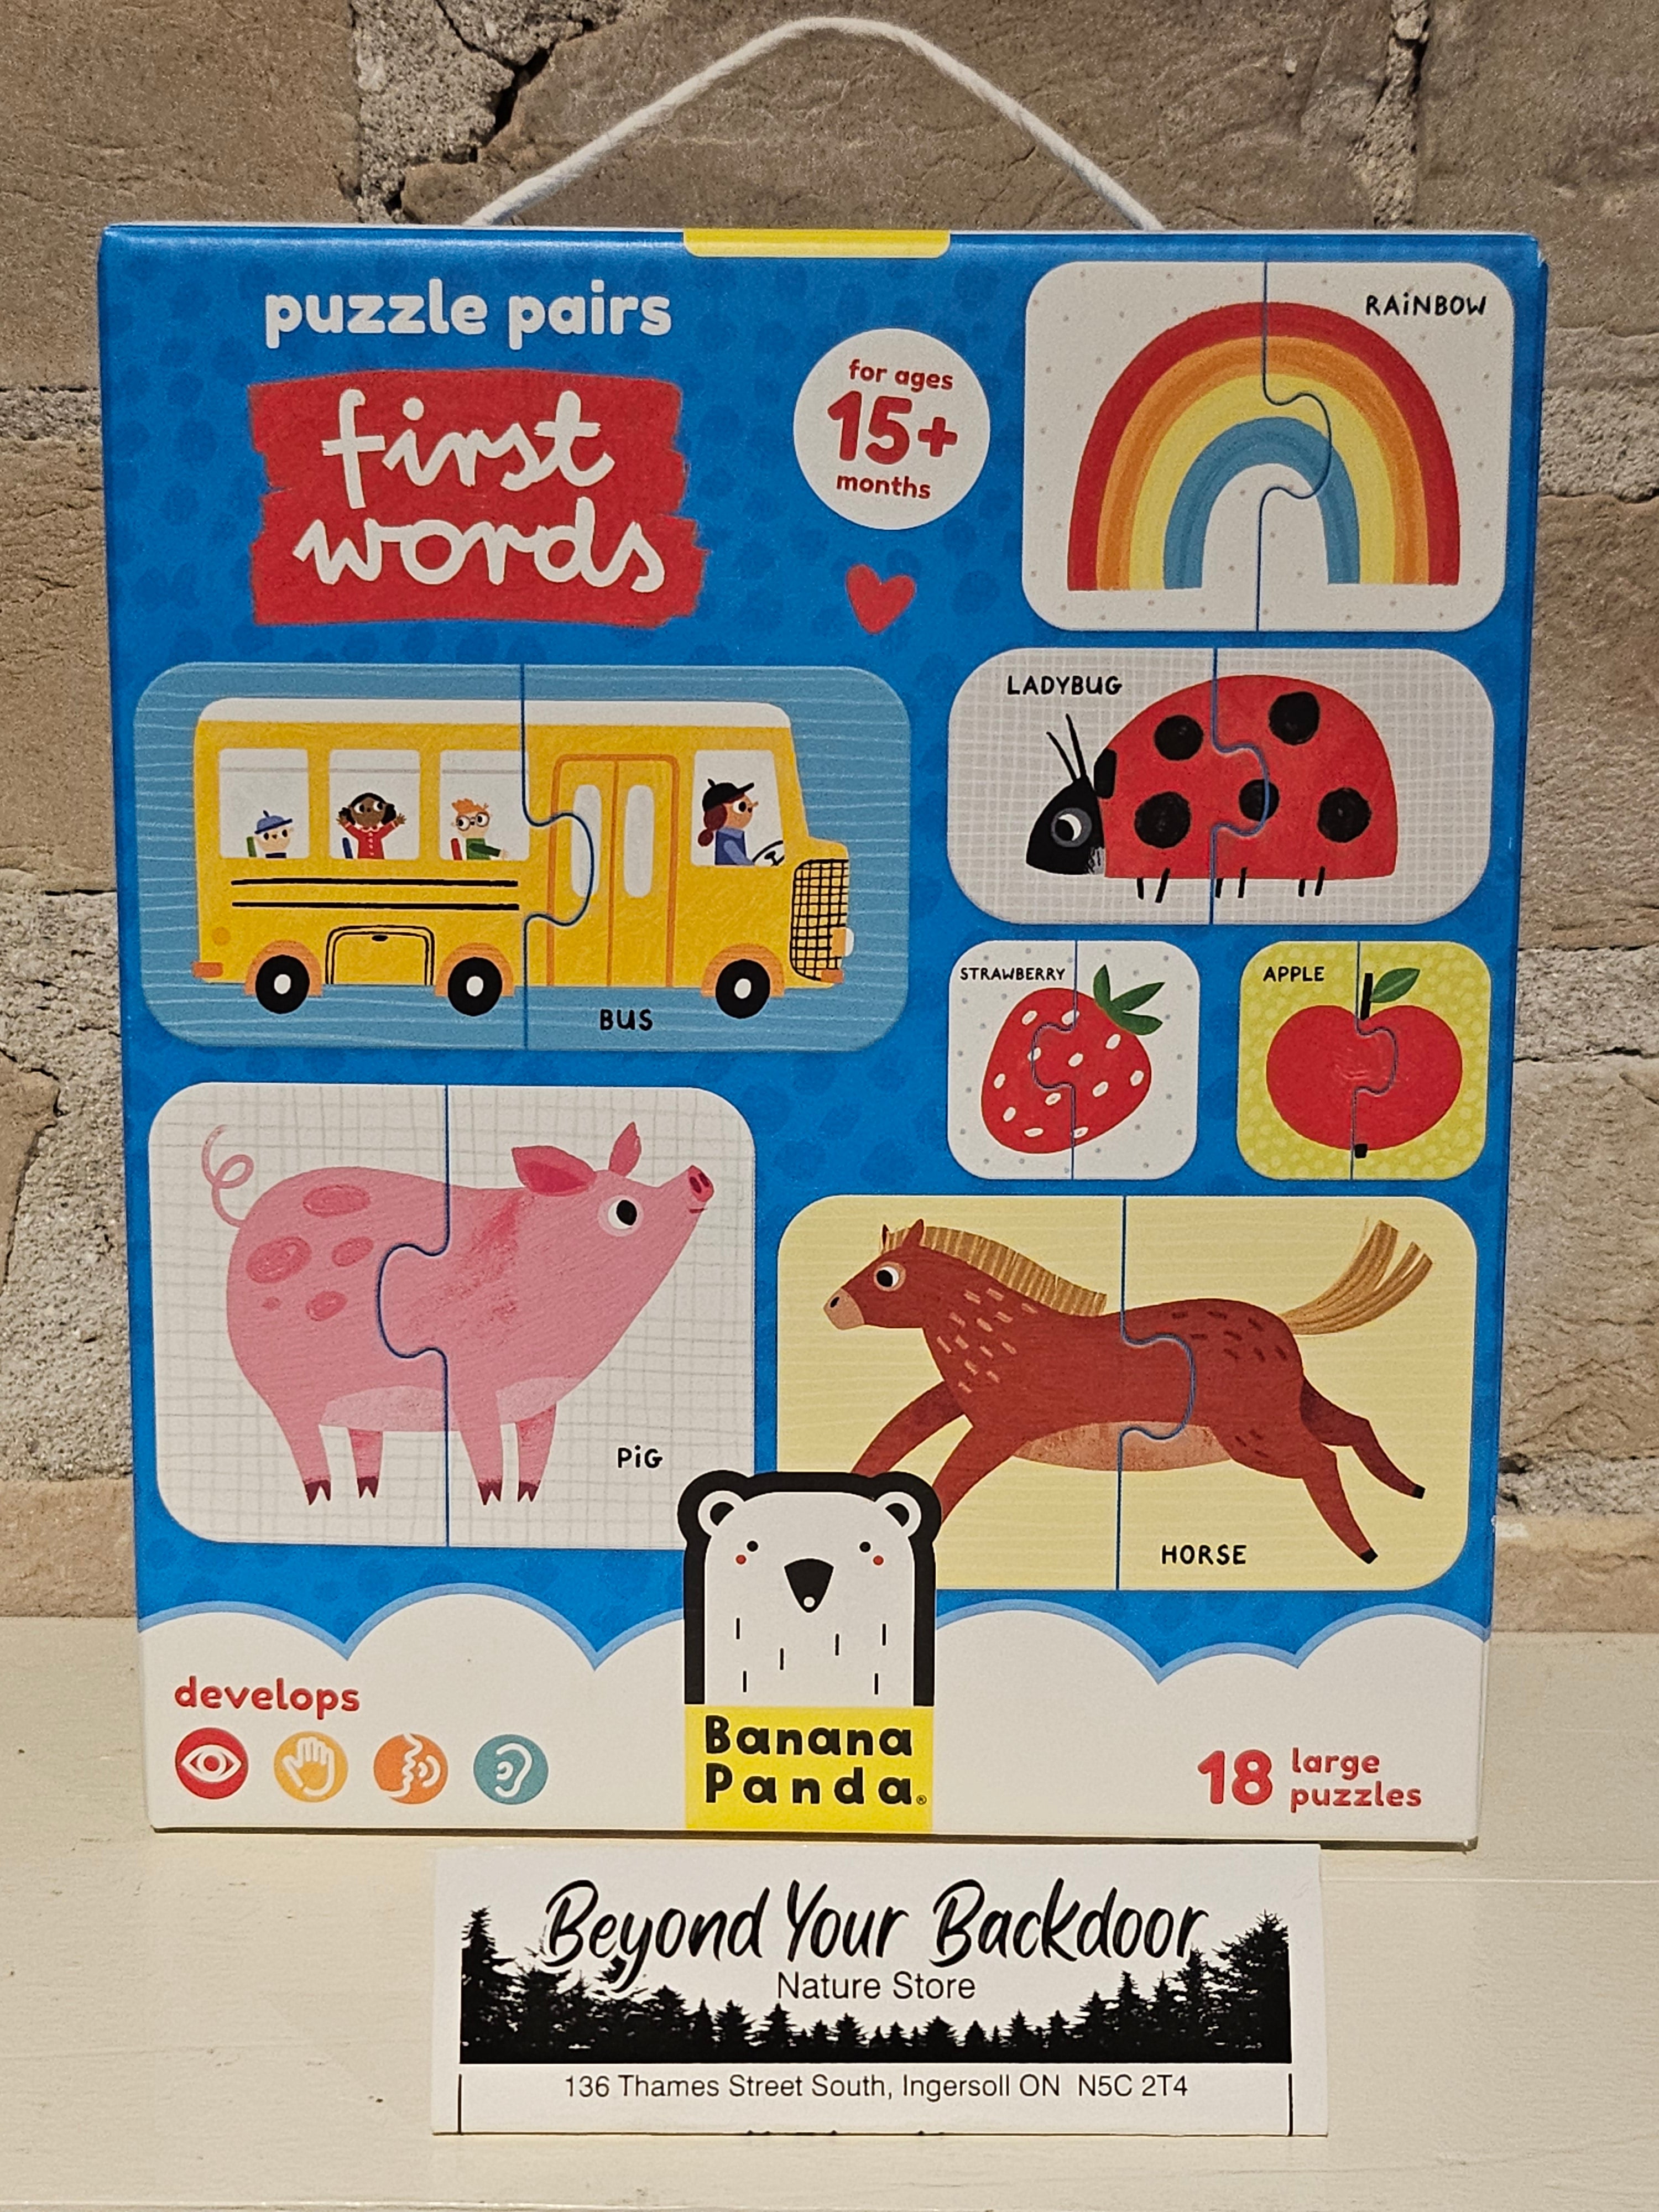 puzzle pairs
first
words
for ages
15+
months
RAiNBOW
LADYBUG
BUS
STRAWBERRY
APPLE
PiG
HORSE
develops
Banana
Panda®
18 large
puzzles
Beyond Your Backdoor
Nature Store
136 Thames Street South, Ingersoll ON N5C 2T4